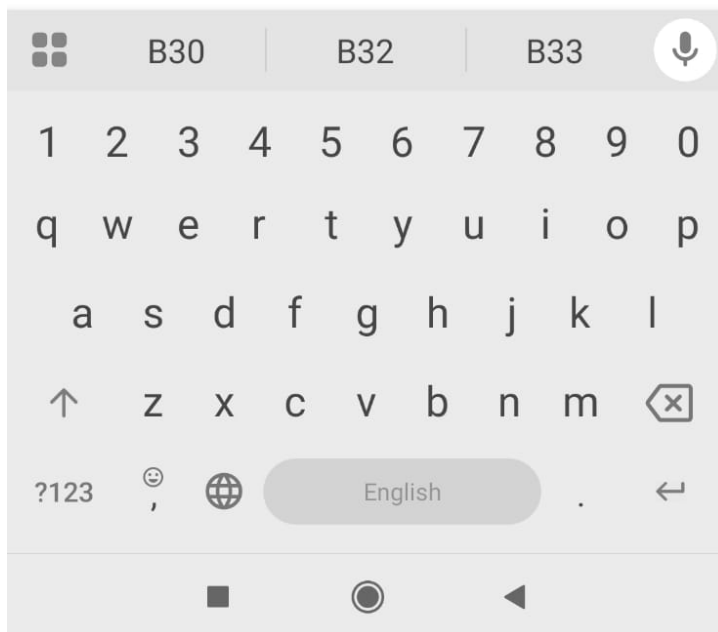 B30 B32 B33
1 2 3 4 5 6 7 8 9 0
q w e r t y u i o p
a s d f g h j k l
z x c v b n m
?123 , English .